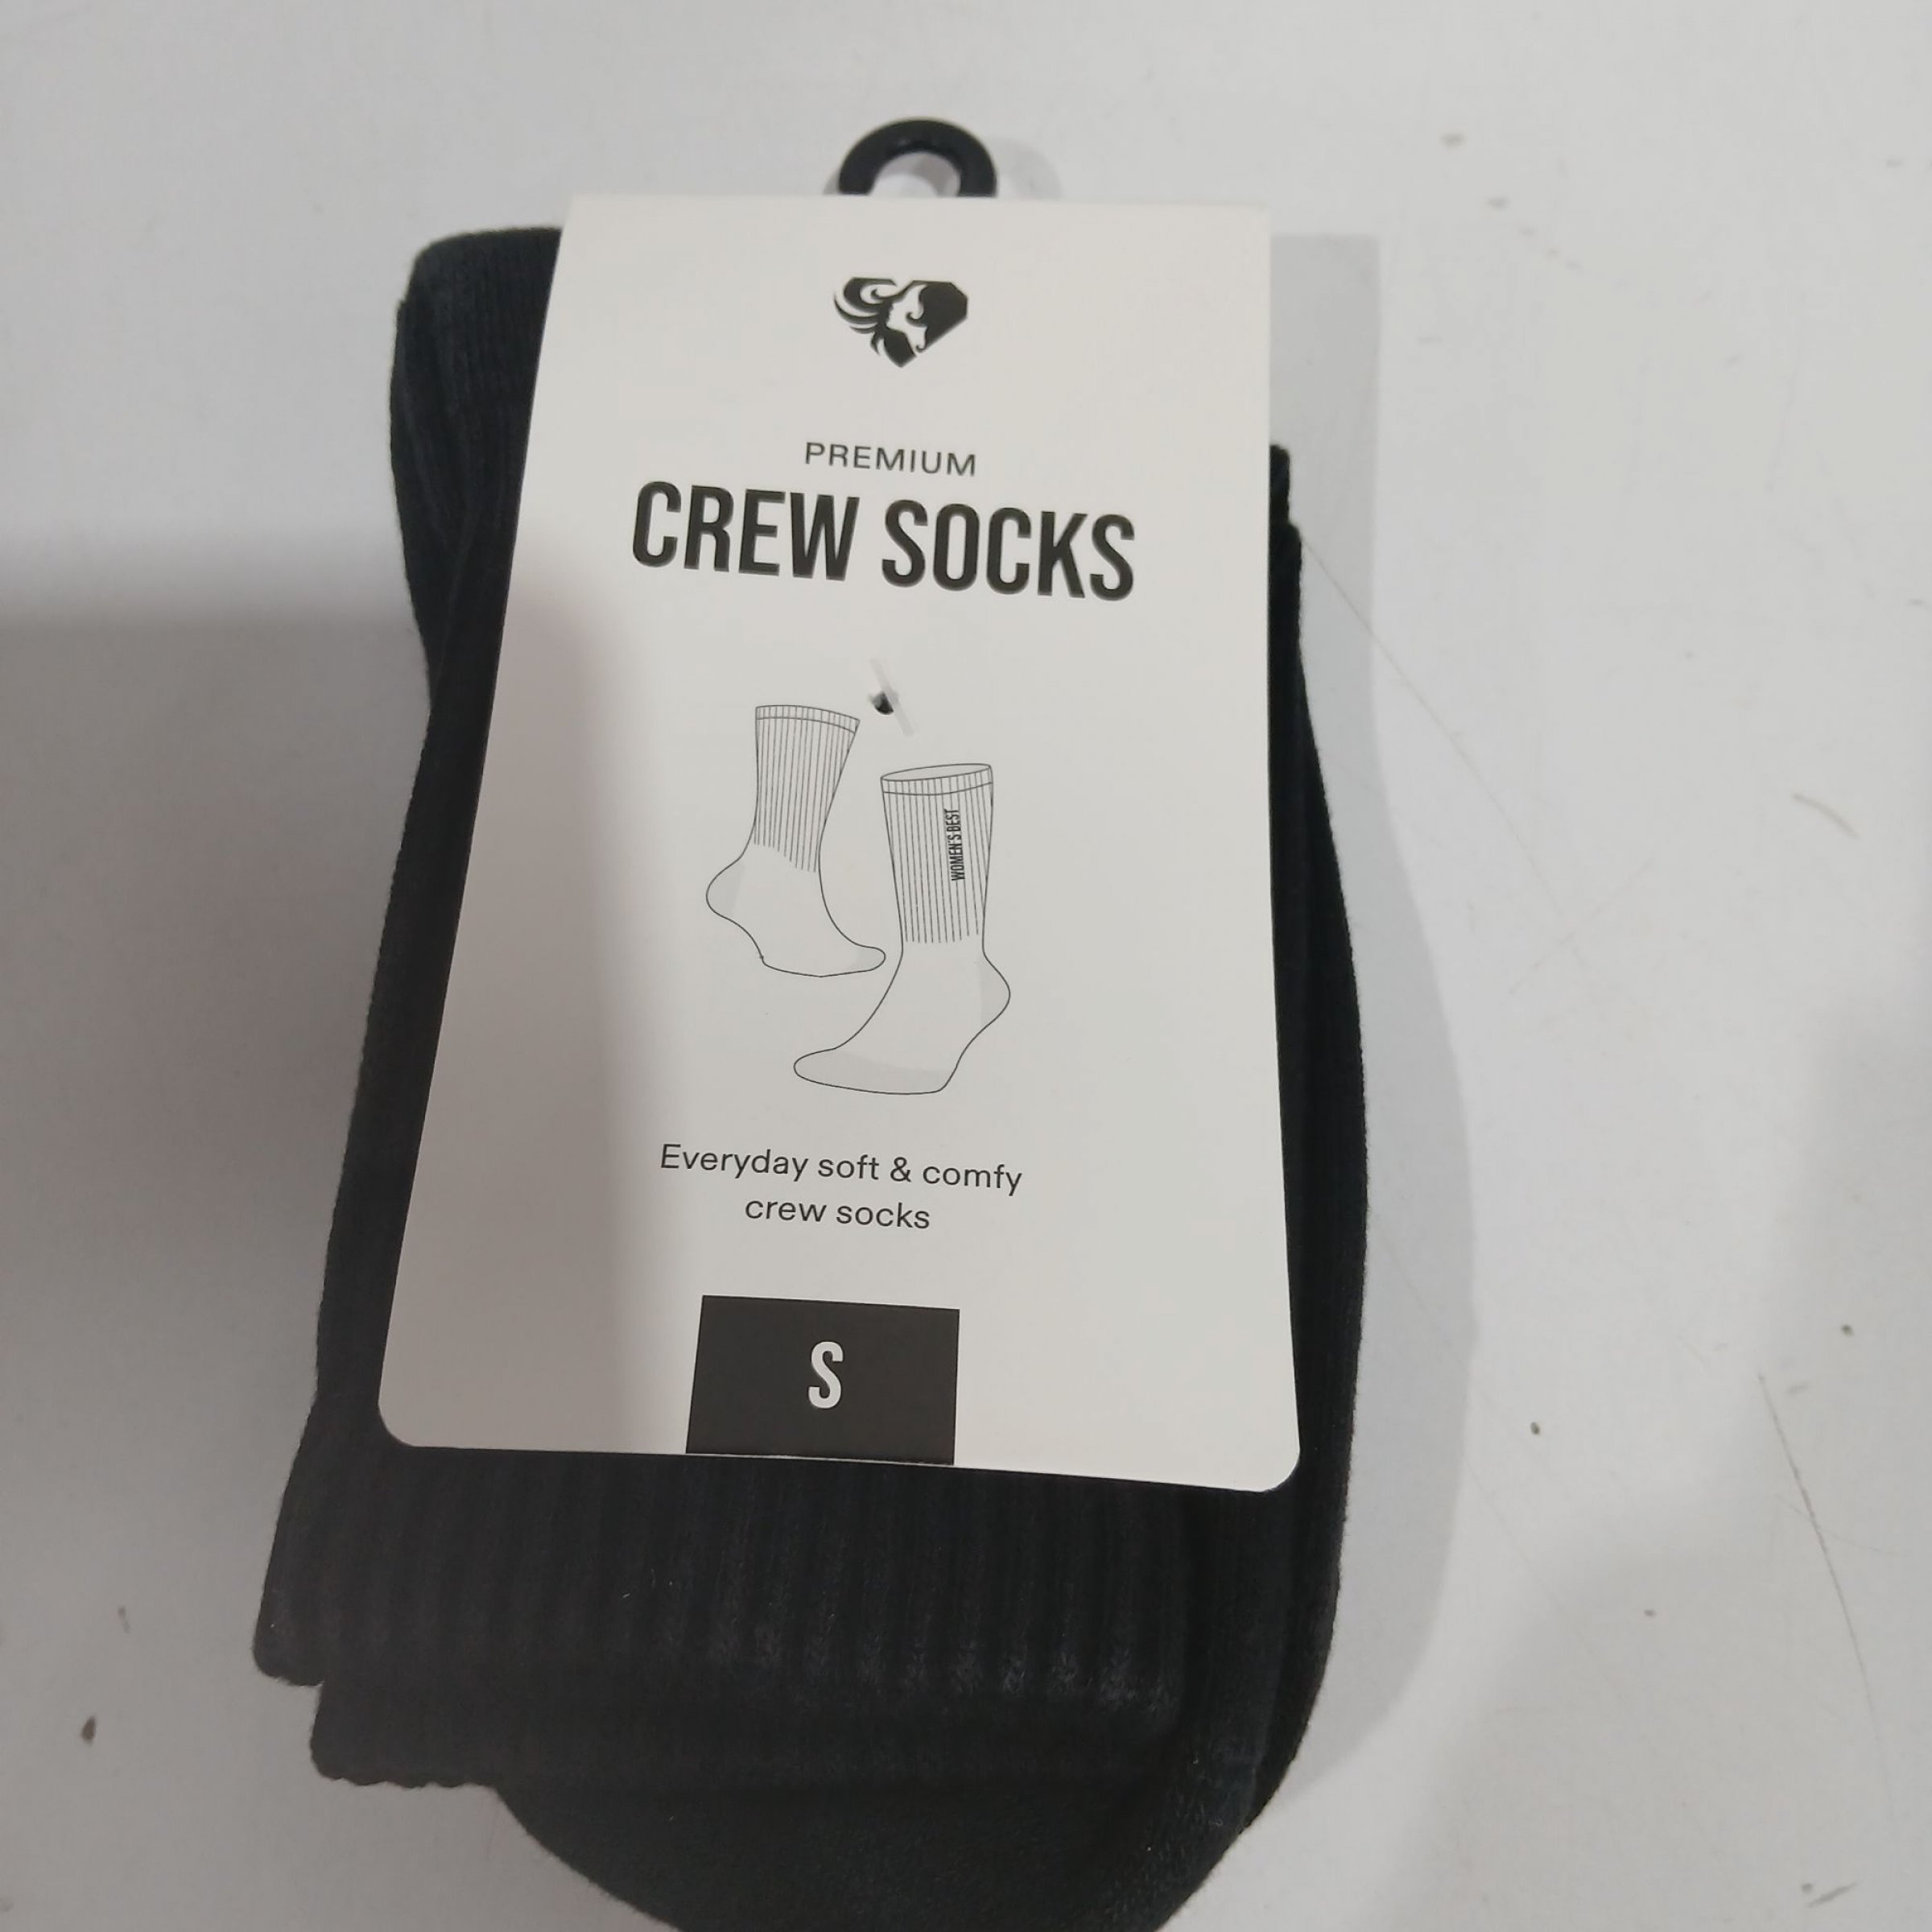 PREMIUM
CREW SOCKS
WOMEN'S BEST
Everyday soft & comfy
crew socks
S